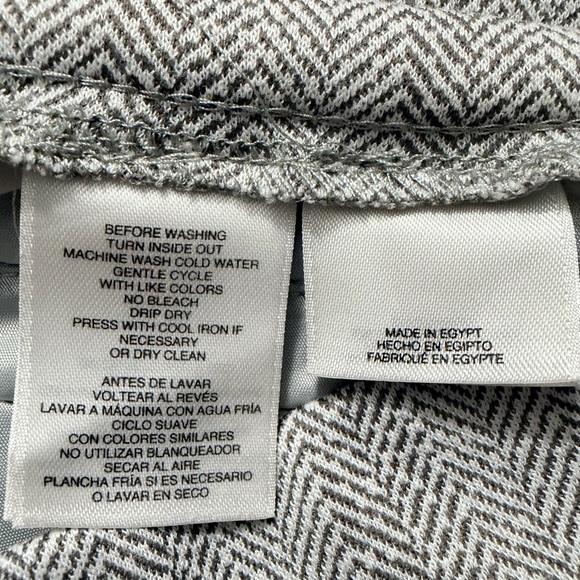 BEFORE WASHING
TURN INSIDE OUT
MACHINE WASH COLD WATER
GENTLE CYCLE
WITH LIKE COLORS
NO BLEACH
DRIP DRY
PRESS WITH COOL IRON IF
NECESSARY
OR DRY CLEAN
ANTES DE LAVAR
VOLTEAR AL REVÉS
LAVAR A MÁQUINA CON AGUA FRÍA
CICLO SUAVE
CON COLORES SIMILARES
NO UTILIZAR BLANQUEADOR
SECAR AL AIRE
PLANCHA FRÍA SI ES NECESARIO
O LAVAR EN SECO
MADE IN EGYPT
HECHO EN EGIPTO
FABRIQUÉ EN EGYPTE